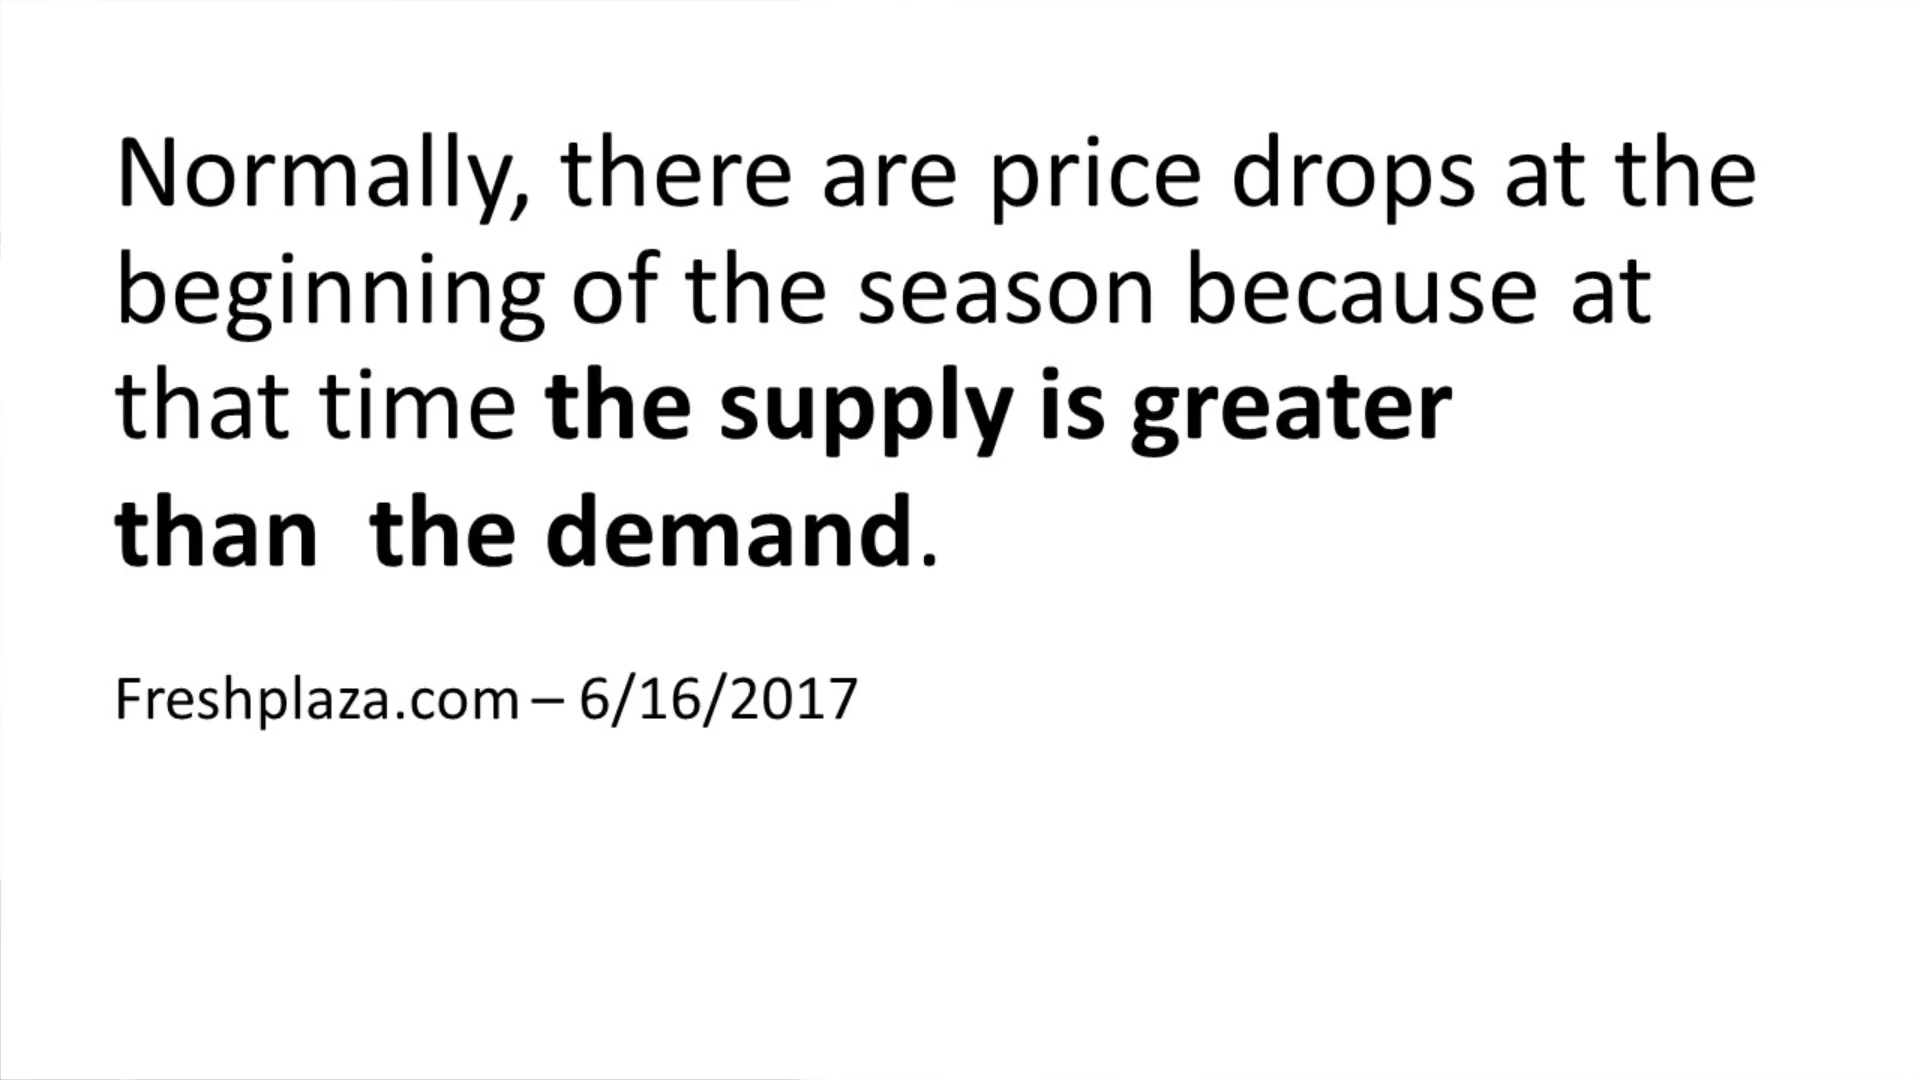 Normally, there are price drops at the
beginning of the season because at
that time the supply is greater
than  the demand.
Freshplaza.com – 6/16/2017